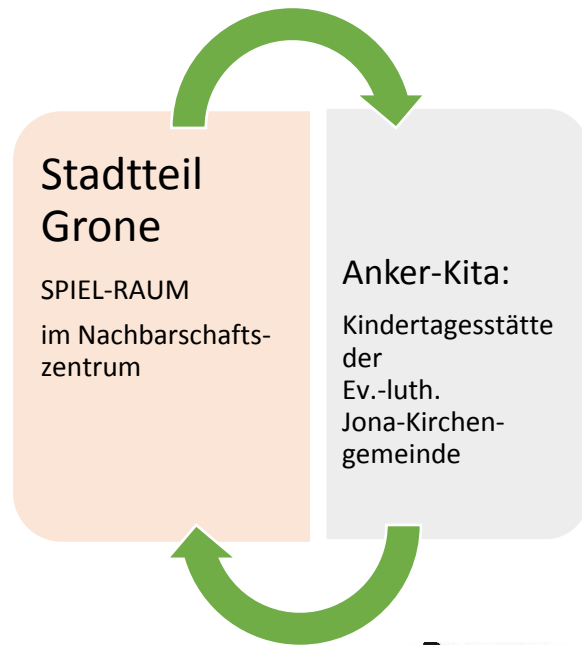 Stadtteil
Grone
SPIEL-RAUM
im Nachbarschafts-
zentrum
Anker-Kita:
Kindertagesstätte
der
Ev.-luth.
Jona-Kirchen-
gemeinde